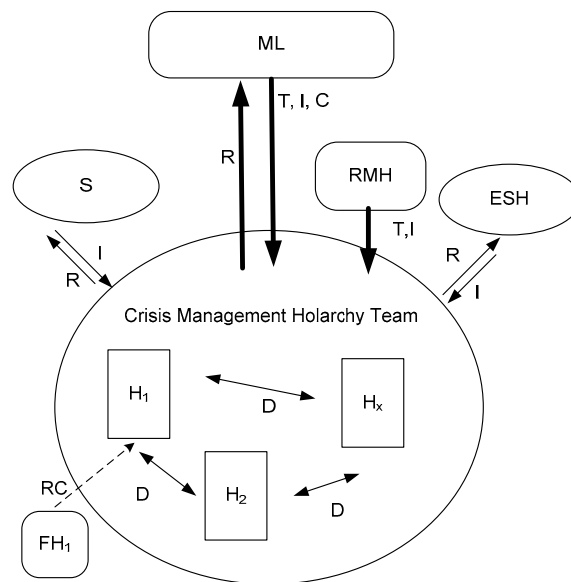 ML
T, I, C
R
S
RMH
ESH
I
R
T,I
R
I
Crisis Management Holarchy Team
H1
Hx
D
RC
D
H2
D
FH1